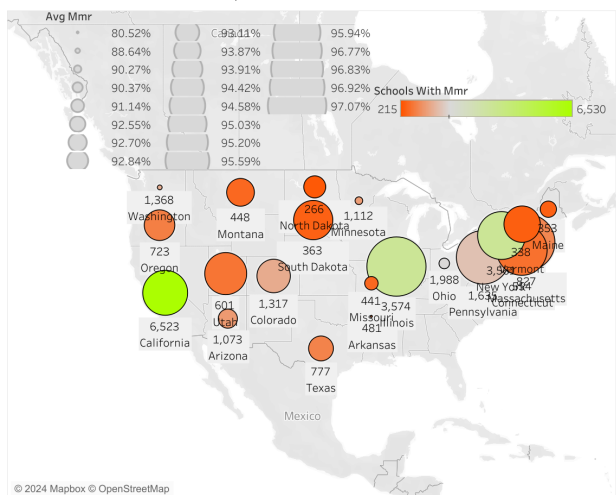 Avg Mmr
80.52% 93.11% 95.94%
88.64% 93.87% 96.77%
90.27% 93.91% 96.83%
90.37% 94.42% 96.92%
91.14% 94.58% 97.07%
92.55% 95.03%
92.70% 95.20%
92.84% 95.59%
Schools With Mmr
215 6,530
1,368
Washington
448
Montana
266
North Dakota
1,112
Minnesota
353
Maine
723
Oregon
363
South Dakota
338
Vermont
601
Utah
1,317
Colorado
441
Missouri
3,574
Illinois
1,988
Ohio
New York
827
Massachusetts
Connecticut
Pennsylvania
6,523
California
1,073
Arizona
481
Arkansas
777
Texas
Mexico
© 2024 Mapbox © OpenStreetMap